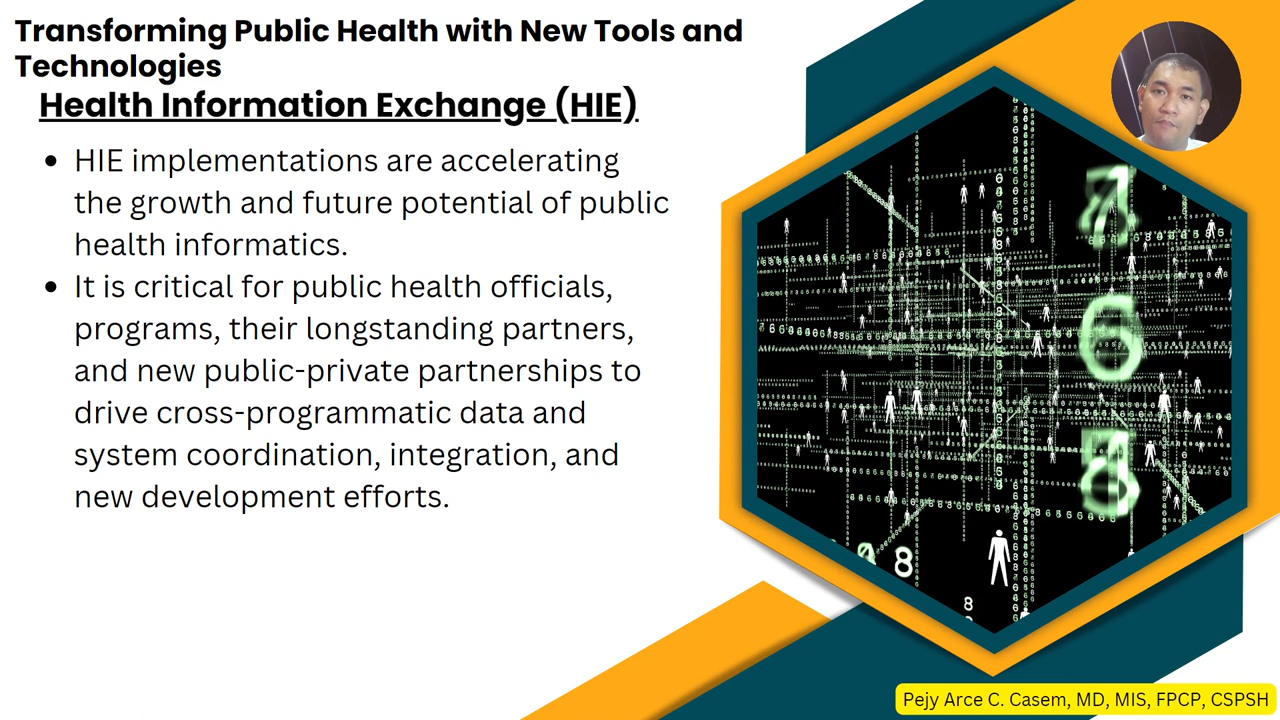 Transforming Public Health with New Tools and
Technologies
Health Information Exchange (HIE)
• HIE implementations are accelerating
the growth and future potential of public
health informatics.
• It is critical for public health officials,
programs, their longstanding partners,
and new public-private partnerships to
drive cross-programmatic data and
system coordination, integration, and
new development efforts.
Pejy Arce C. Casem, MD, MIS, FPCP, CSPSH